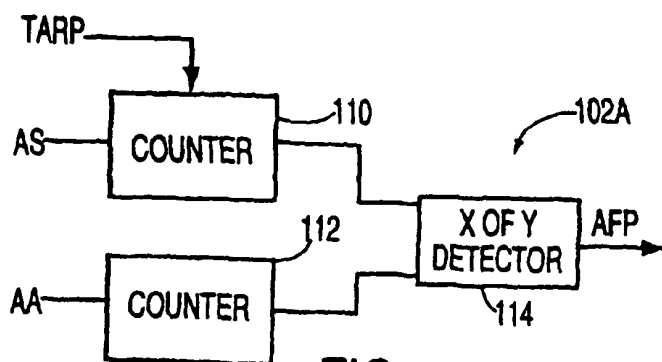 TARP
AS
COUNTER
110
102A
X OF Y
DETECTOR
AFP
114
112
AA
COUNTER